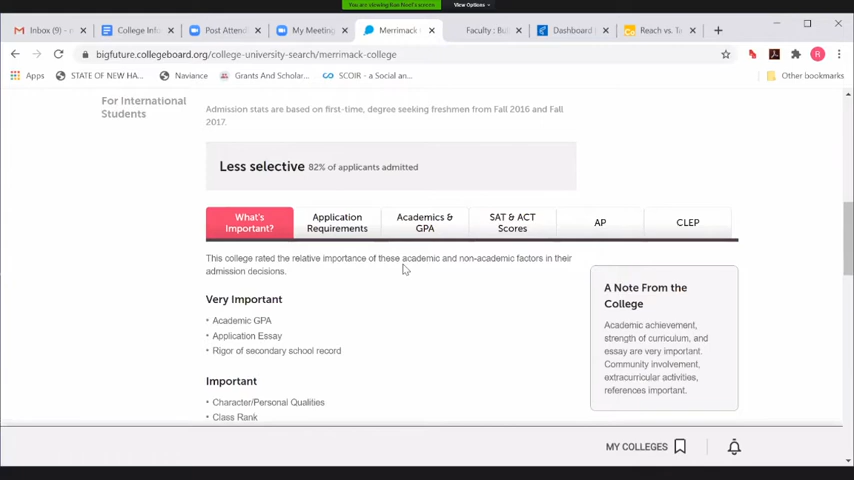 You are viewing Rae Noel's screen View Options
Inbox (9) - r College Info Post Attend My Meeting Merrimack Faculty : Bu Dashboard Reach vs. Ta
bigfuture.collegeboard.org/college-university-search/merrimack-college
R
Apps STATE OF NEW HA... Naviance Grants And Scholar... SCOIR - a Social an... Other bookmarks
For International
Students
Admission stats are based on first-time, degree seeking freshmen from Fall 2016 and Fall
2017.
Less selective 82% of applicants admitted
What's
Important?
Application
Requirements
Academics &
GPA
SAT & ACT
Scores
AP
CLEP
This college rated the relative importance of these academic and non-academic factors in their
admission decisions.
Very Important
• Academic GPA
• Application Essay
• Rigor of secondary school record
Important
• Character/Personal Qualities
• Class Rank
A Note From the
College
Academic achievement,
strength of curriculum, and
essay are very important.
Community involvement,
extracurricular activities,
references important.
MY COLLEGES